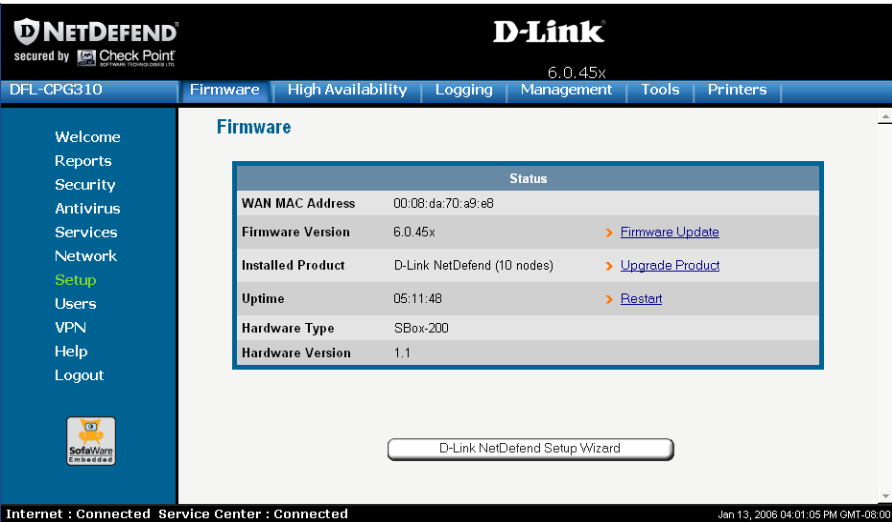 NETDEFEND
secured by Check Point
SOFTWARE TECHNOLOGIES LTD.
D-Link
6.0.45x
DFL-CPG310
Firmware High Availability Logging Management Tools Printers
Welcome
Reports
Security
Antivirus
Services
Network
Setup
Users
VPN
Help
Logout
SofaWare
Embedded
Firmware
Status
WAN MAC Address 00:08:da:70:a9:e8
Firmware Version 6.0.45x Firmware Update
Installed Product D-Link NetDefend (10 nodes) Upgrade Product
Uptime 05:11:48 Restart
Hardware Type SBox-200
Hardware Version 1.1
D-Link NetDefend Setup Wizard
Internet : Connected Service Center : Connected
Jan 13, 2006 04:01:05 PM GMT-08:00